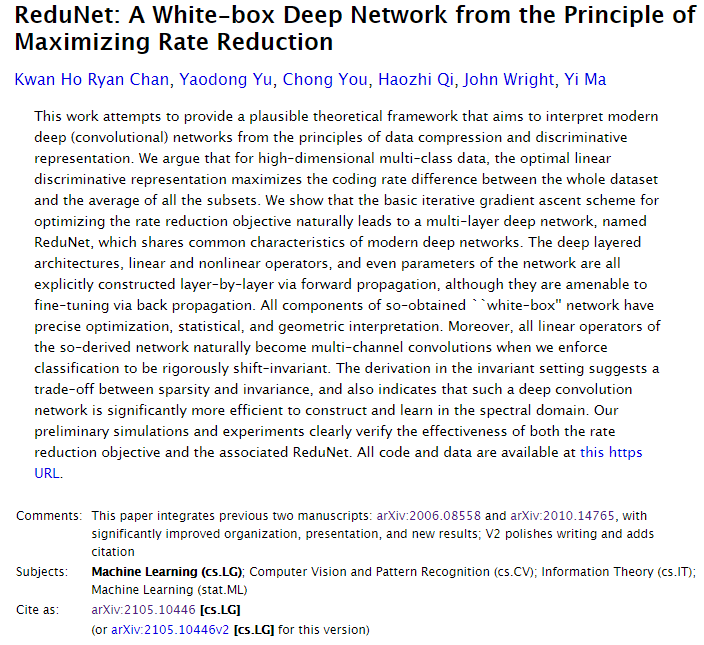 ReduNet: A White-box Deep Network from the Principle of
Maximizing Rate Reduction
Kwan Ho Ryan Chan, Yaodong Yu, Chong You, Haozhi Qi, John Wright, Yi Ma
This work attempts to provide a plausible theoretical framework that aims to interpret modern
deep (convolutional) networks from the principles of data compression and discriminative
representation. We argue that for high-dimensional multi-class data, the optimal linear
discriminative representation maximizes the coding rate difference between the whole dataset
and the average of all the subsets. We show that the basic iterative gradient ascent scheme for
optimizing the rate reduction objective naturally leads to a multi-layer deep network, named
ReduNet, which shares common characteristics of modern deep networks. The deep layered
architectures, linear and nonlinear operators, and even parameters of the network are all
explicitly constructed layer-by-layer via forward propagation, although they are amenable to
fine-tuning via back propagation. All components of so-obtained ``white-box" network have
precise optimization, statistical, and geometric interpretation. Moreover, all linear operators of
the so-derived network naturally become multi-channel convolutions when we enforce
classification to be rigorously shift-invariant. The derivation in the invariant setting suggests a
trade-off between sparsity and invariance, and also indicates that such a deep convolution
network is significantly more efficient to construct and learn in the spectral domain. Our
preliminary simulations and experiments clearly verify the effectiveness of both the rate
reduction objective and the associated ReduNet. All code and data are available at this https
URL.
Comments: This paper integrates previous two manuscripts: arXiv:2006.08558 and arXiv:2010.14765, with
significantly improved organization, presentation, and new results; V2 polishes writing and adds
citation
Subjects: Machine Learning (cs.LG); Computer Vision and Pattern Recognition (cs.CV); Information Theory (cs.IT);
Machine Learning (stat.ML)
Cite as: arXiv:2105.10446 [cs.LG]
(or arXiv:2105.10446v2 [cs.LG] for this version)